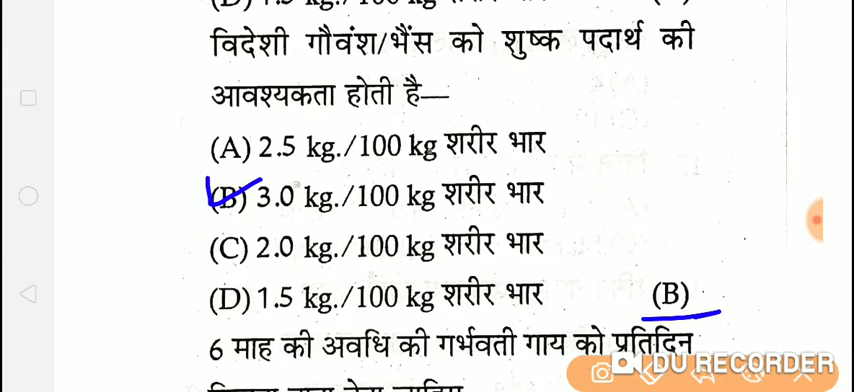 विदेशी गौवंश/भैंस को शुष्क पदार्थ की
आवश्यकता होती है—
(A) 2.5 kg./100 kg शरीर भार
(B) 3.0 kg./100 kg शरीर भार
(C) 2.0 kg./100 kg शरीर भार
(D) 1.5 kg./100 kg शरीर भार (B)
6 माह की अवधि की गर्भवती गाय को प्रतिदिन
DU RECORDER